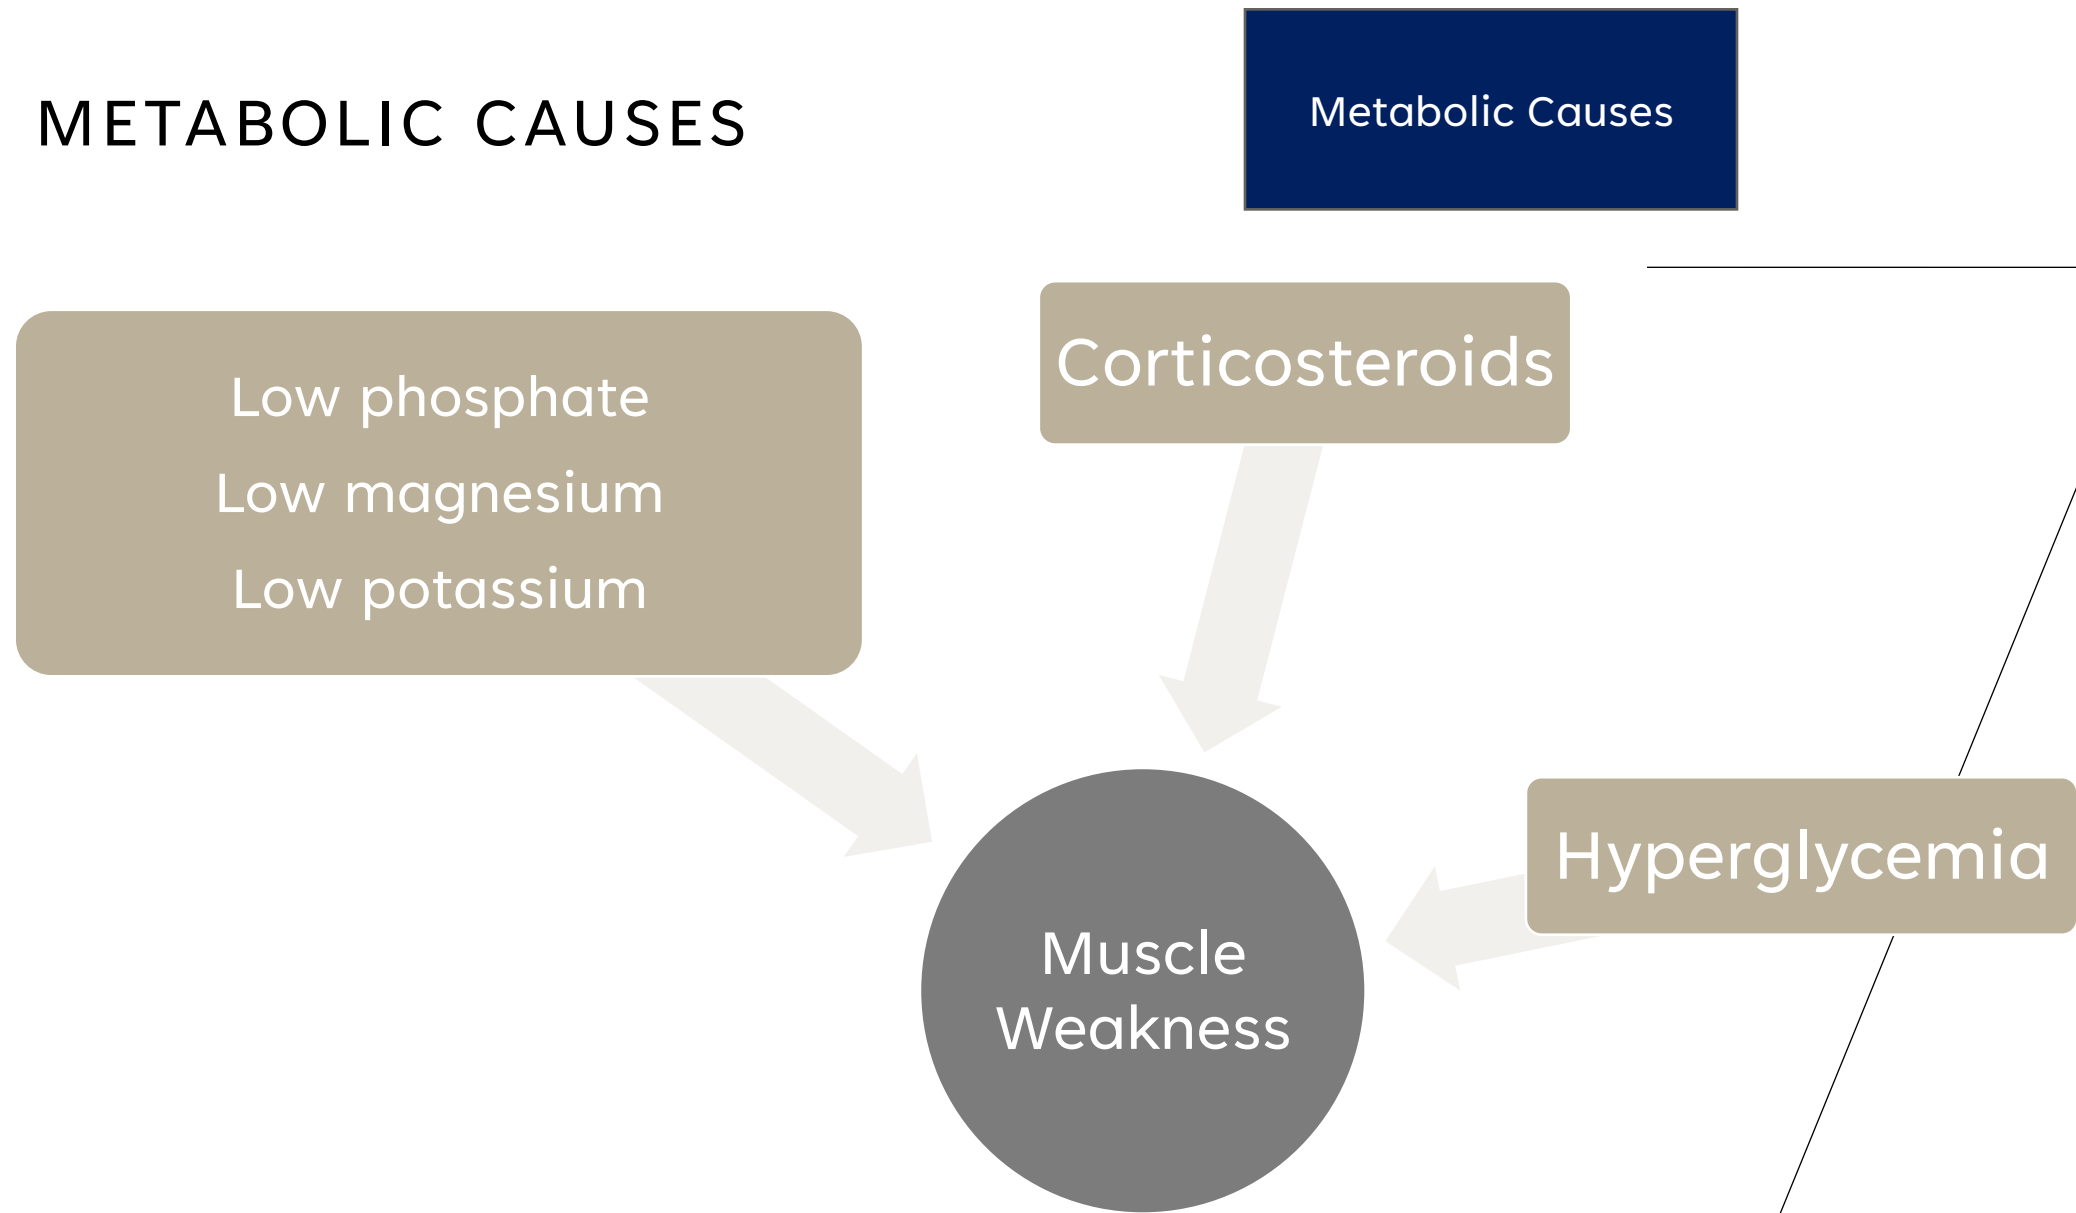 METABOLIC CAUSES
Metabolic Causes
Low phosphate
Low magnesium
Low potassium
Corticosteroids
Hyperglycemia
Muscle
Weakness